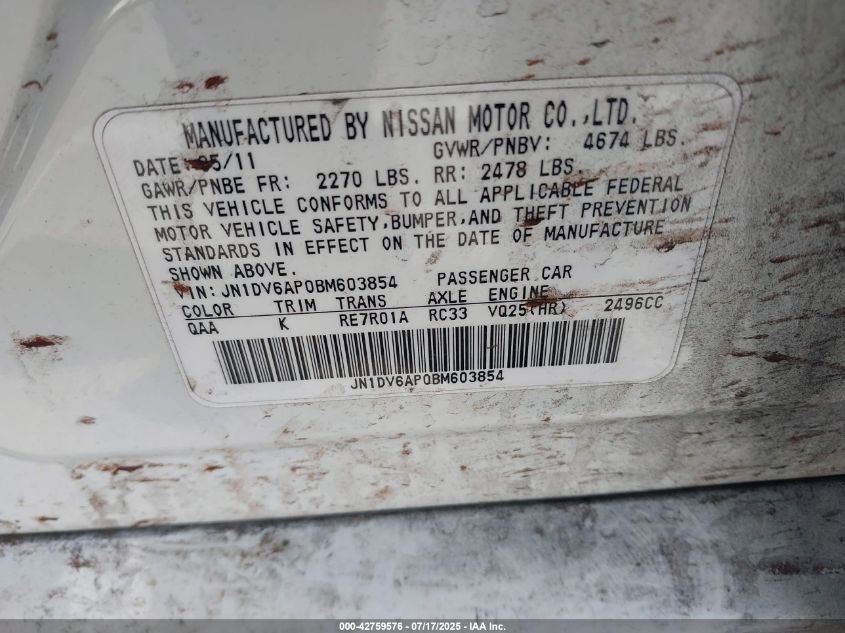 MANUFACTURED BY NISSAN MOTOR CO.,LTD.
DATE 05/11 GVWR/PNBV: 4674 LBS.
GAWR/PNBE FR: 2270 LBS. RR: 2478 LBS.
THIS VEHICLE CONFORMS TO ALL APPLICABLE FEDERAL
MOTOR VEHICLE SAFETY,BUMPER,AND THEFT PREVENTION
STANDARDS IN EFFECT ON THE DATE OF MANUFACTURE
SHOWN ABOVE.
VIN: JN1DV6AP0BM603854 PASSENGER CAR
COLOR TRIM TRANS AXLE ENGINE
QAA K RE7R01A RC33 VQ25(HR) 2496CC
JN1DV6AP0BM603854
000-42759576 - 07/17/2025 - IAA Inc.